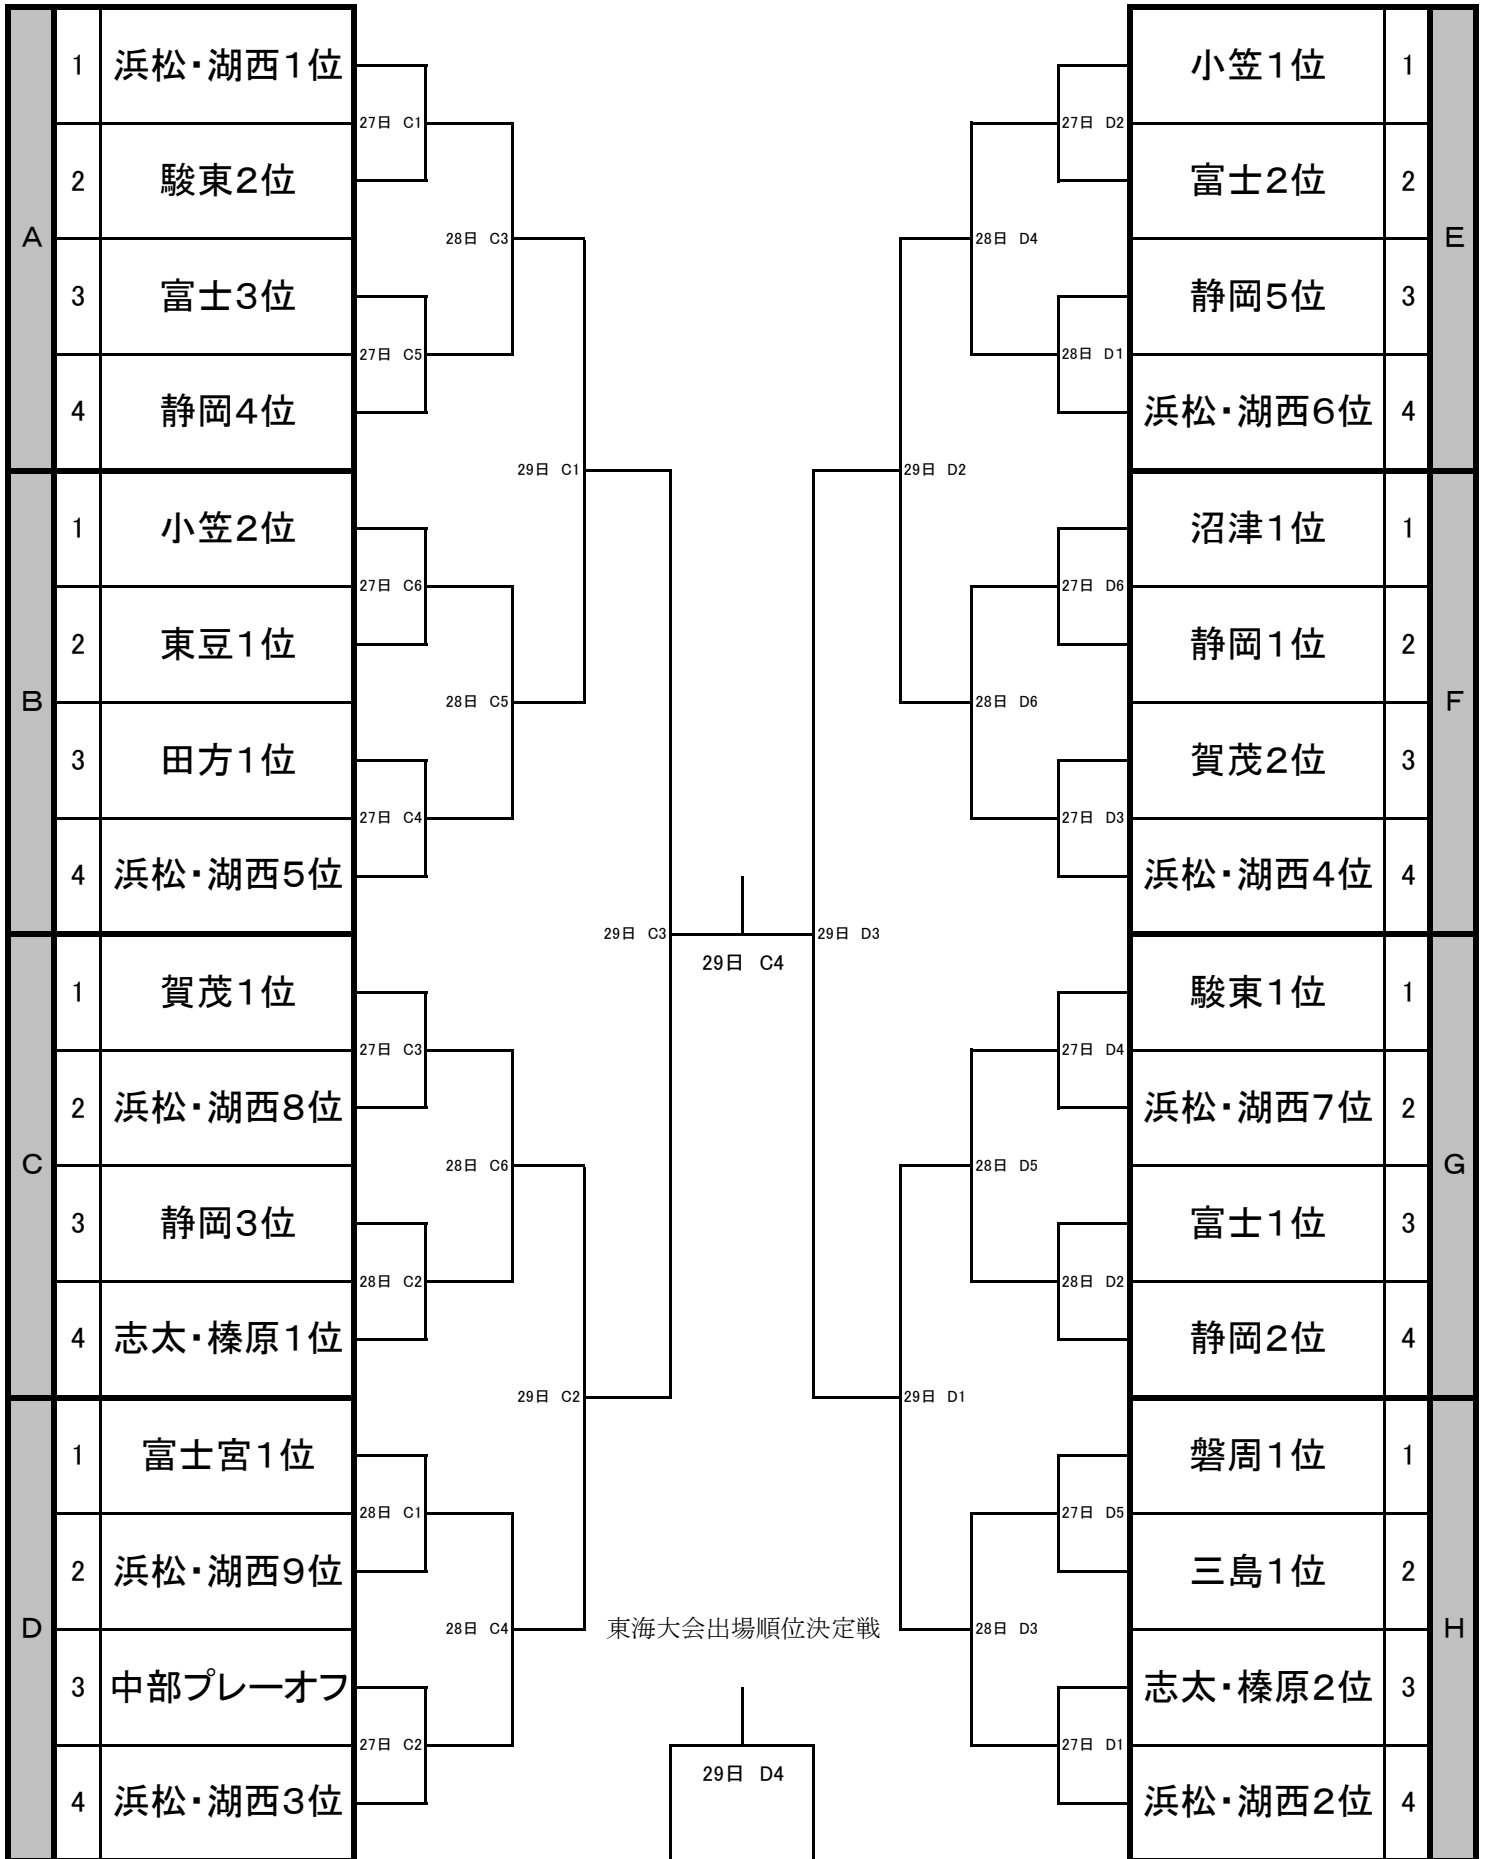 A
1 浜松・湖西1位
27日 C1
2 駿東2位
28日 C3
3 富士3位
27日 C5
4 静岡4位
29日 C1
B
1 小笠2位
27日 C6
2 東豆1位
28日 C5
3 田方1位
27日 C4
4 浜松・湖西5位
29日 C3
C
1 賀茂1位
27日 C3
2 浜松・湖西8位
28日 C6
3 静岡3位
28日 C2
4 志太・榛原1位
29日 C2
D
1 富士宮1位
28日 C1
2 浜松・湖西9位
28日 C4
3 中部プレーオフ
27日 C2
4 浜松・湖西3位
29日 C4
東海大会出場順位決定戦
29日 D4
E
小笠1位 1
27日 D2
富士2位 2
28日 D4
静岡5位 3
28日 D1
浜松・湖西6位 4
29日 D2
F
沼津1位 1
27日 D6
静岡1位 2
28日 D6
賀茂2位 3
27日 D3
浜松・湖西4位 4
29日 D3
G
駿東1位 1
27日 D4
浜松・湖西7位 2
28日 D5
富士1位 3
28日 D2
静岡2位 4
29日 D1
H
磐周1位 1
27日 D5
三島1位 2
28日 D3
志太・榛原2位 3
27日 D1
浜松・湖西2位 4